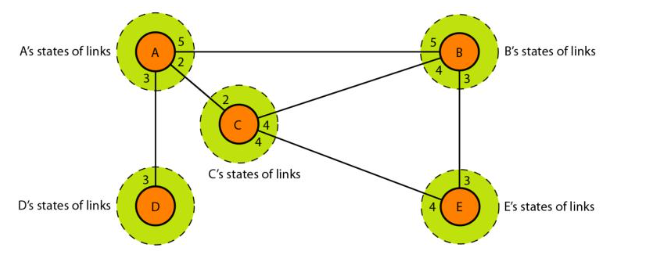 A's states of links
A
5
2
3
5
B
4
3
B's states of links
2
C
4
4
C's states of links
D's states of links
3
D
3
4
E
E's states of links